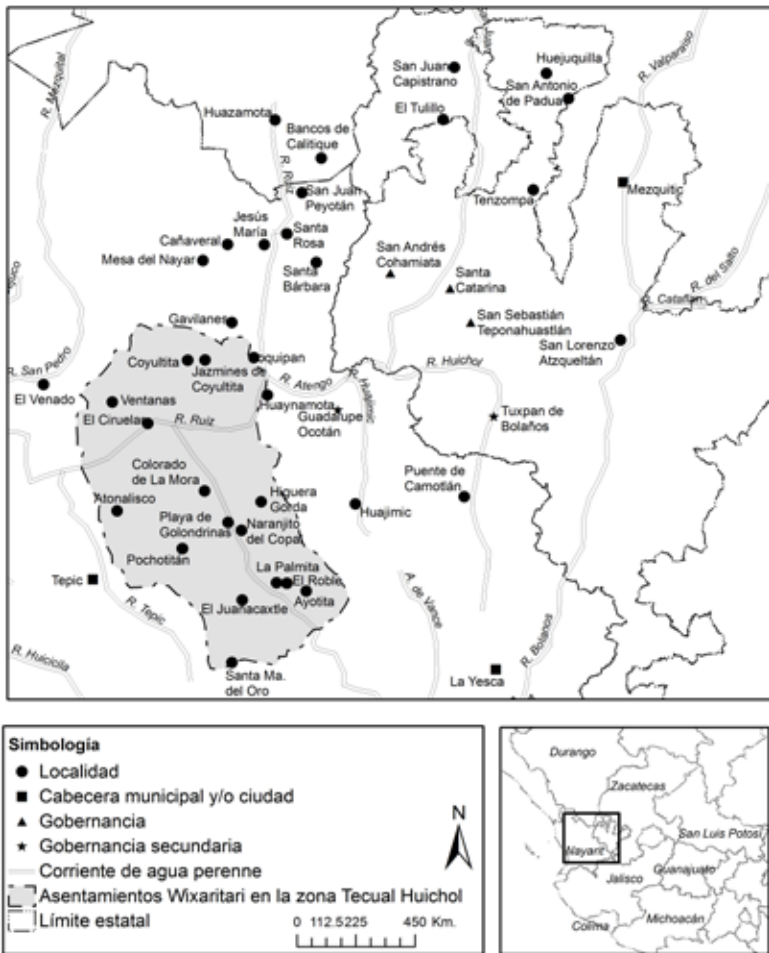 R. Mezquital
San Juan
Capistrano
Huejuquilla
San Antonio
de Padua
R. Valparaiso
El Tulillo
Huazamota
Bancos de
Calitique
R. Ruiz
San Juan
Peyotán
Tenzompa
Mezquitic
Jesús
María
Cañaveral
Santa
Rosa
Mesa del Nayar
Santa
Bárbara
San Andrés
Cohamiata
Santa
Catarina
R. del Salto
R. Catatlán
San Sebastián
Teponahuastlán
San Lorenzo
Atzqueltán
Gavilanes
Coyultita
Jazmines de
Coyultita
oquipan
R. San Pedro
El Venado
Ventanas
R. Atengo
R. Huajimic
R. Huichoy
Huaynamota
Guadalupe
Ocotán
Tuxpan de
Bolaños
El Ciruelar
R. Ruiz
Colorado
de La Mora
Puente de
Camotlán
Atonalisco
Higuera
Gorda
Huajimic
Playa de
Golondrinas
Naranjito
del Copal
Pochotitán
Tepic
La Palmita
El Roble
Ayotita
El Juanacaxtle
R. Tepic
A. de Vance
R. Bolanos
R. Huicicila
Santa Ma.
del Oro
La Yesca
Simbología
Localidad
Cabecera municipal y/o ciudad
Gobernancia
Gobernancia secundaria
Corriente de agua perenne
Asentamientos Wixaritari en la zona Tecual Huichol
Límite estatal
N
0 112.5225 450 Km.
Durango
Zacatecas
San Luis Potosí
Nayarit
Guanajuato
Jalisco
Michoacán
Colima